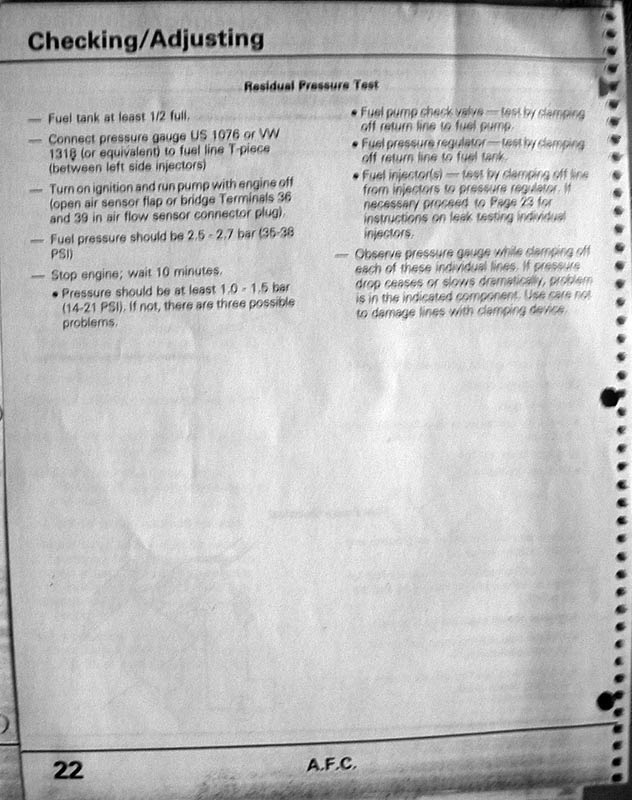 Checking/Adjusting
Residual Pressure Test
— Fuel tank at least 1/2 full.
— Connect pressure gauge US 1076 or VW
1318 (or equivalent) to fuel line T-piece
(between left side injectors)
— Turn on ignition and run pump with engine off
(open air sensor flap or bridge Terminals 36
and 39 in air flow sensor connector plug).
— Fuel pressure should be 2.5 - 2.7 bar (35-38
PSI)
— Stop engine; wait 10 minutes.
• Pressure should be at least 1.0 - 1.5 bar
(14-21 PSI). If not, there are three possible
problems.
• Fuel pump check valve — test by clamping
off return line to fuel pump.
• Fuel pressure regulator — test by clamping
off return line to fuel tank.
• Fuel injector(s) — test by clamping off line
from injectors to pressure regulator. If
necessary proceed to Page 23 for
instructions on leak testing individual
injectors.
— Observe pressure gauge while clamping off
each of these individual lines. If pressure
drop ceases or slows dramatically, problem
is in the indicated component. Use care not
to damage lines with clamping device.
22
A.F.C.